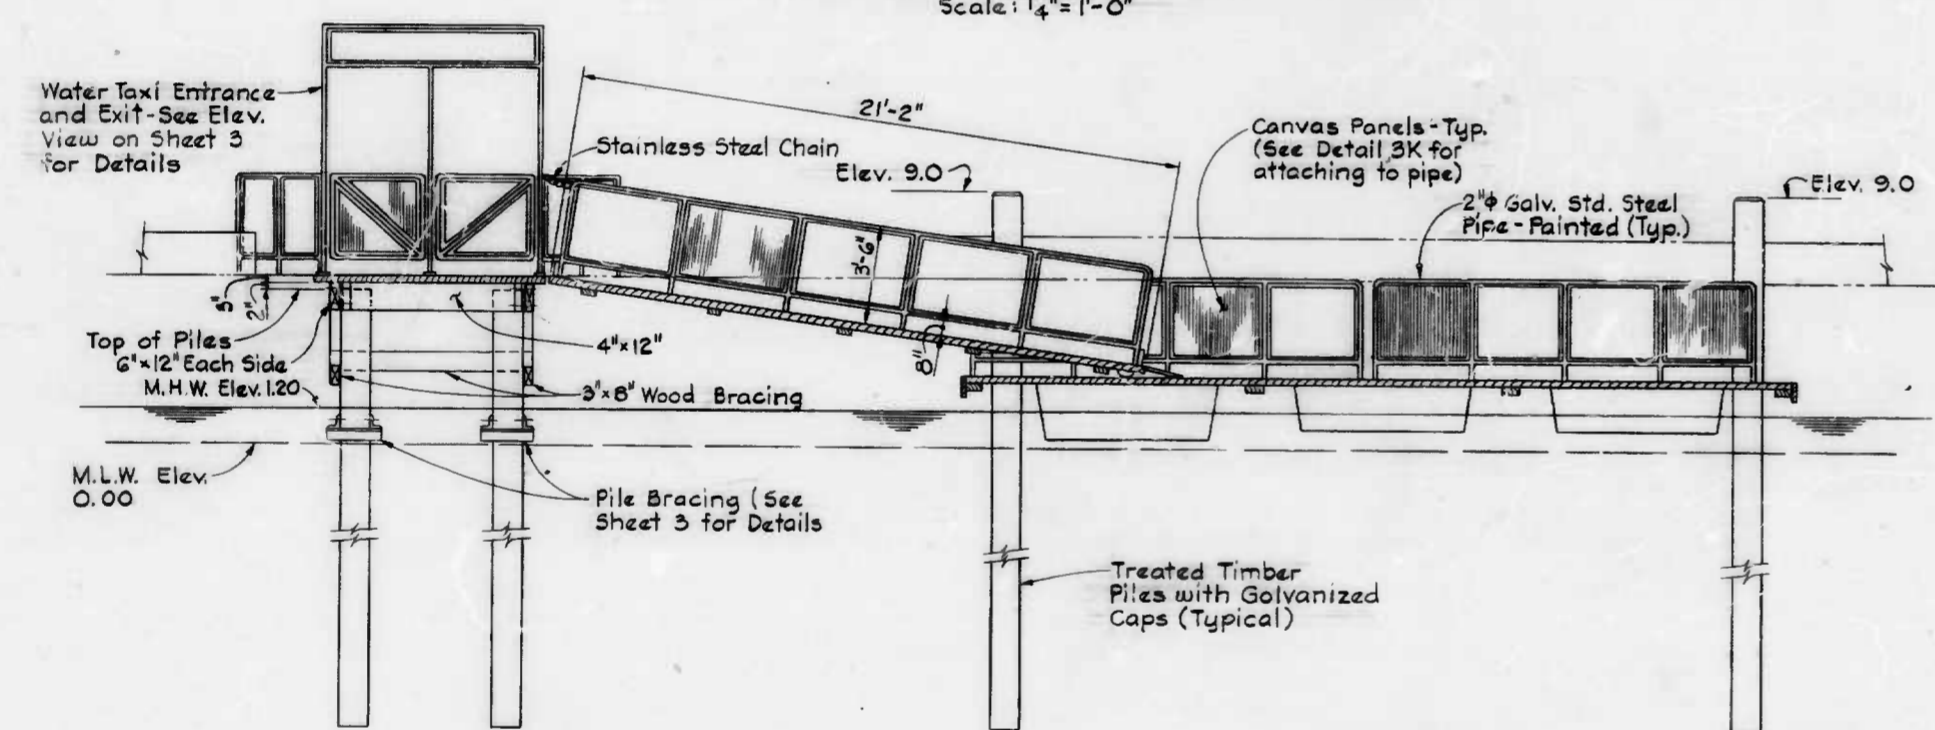 Scale: 1/4"=1'-0"
Water Taxi Entrance
and Exit-See Elev.
View on Sheet 3
for Details
21'-2"
Stainless Steel Chain
Elev. 9.0
Canvas Panels-Typ.
(See Detail 3K for
attaching to pipe)
Elev. 9.0
2"ϕ Galv. Std. Steel
Pipe-Painted (Typ.)
3'-6"
2"
Top of Piles
6"x12" Each Side
M.H.W. Elev. 1.20
4"x12"
8"
3"x8" Wood Bracing
M.L.W. Elev.
0.00
Pile Bracing (See
Sheet 3 for Details
Treated Timber
Piles with Golvanized
Caps (Typical)